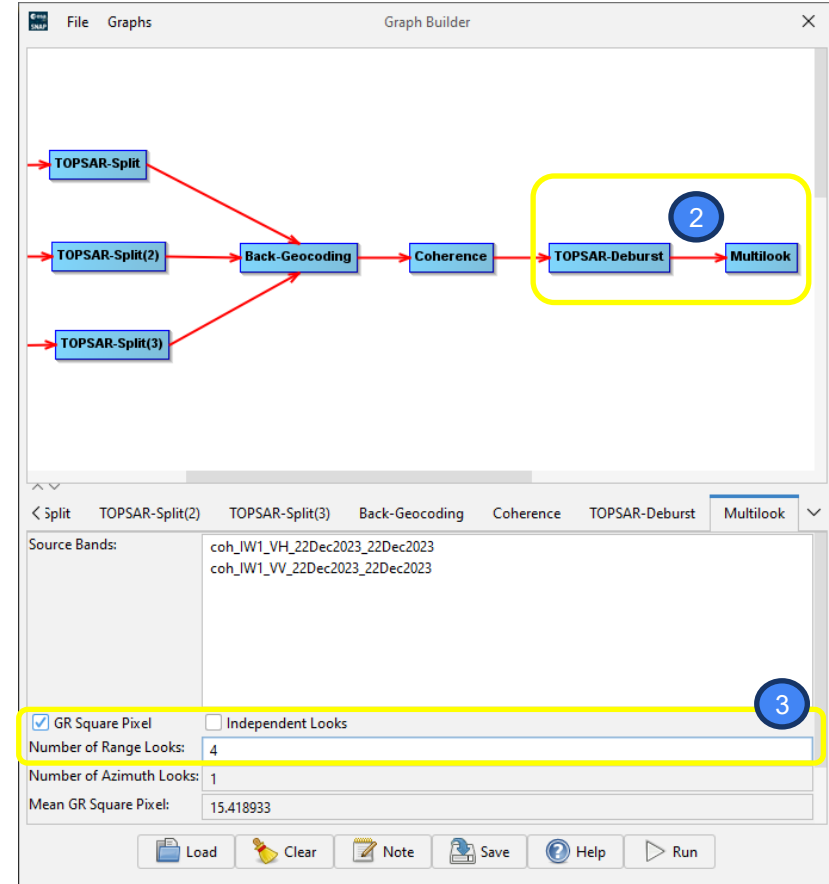 esa
SNAP
File Graphs Graph Builder
TOPSAR-Split
2
TOPSAR-Split(2) Back-Geocoding Coherence TOPSAR-Deburst Multilook
TOPSAR-Split(3)
Split TOPSAR-Split(2) TOPSAR-Split(3) Back-Geocoding Coherence TOPSAR-Deburst Multilook
Source Bands: coh_IW1_VH_22Dec2023_22Dec2023
coh_IW1_VV_22Dec2023_22Dec2023
3
GR Square Pixel Independent Looks
Number of Range Looks: 4
Number of Azimuth Looks: 1
Mean GR Square Pixel: 15.418933
Load Clear Note Save Help Run